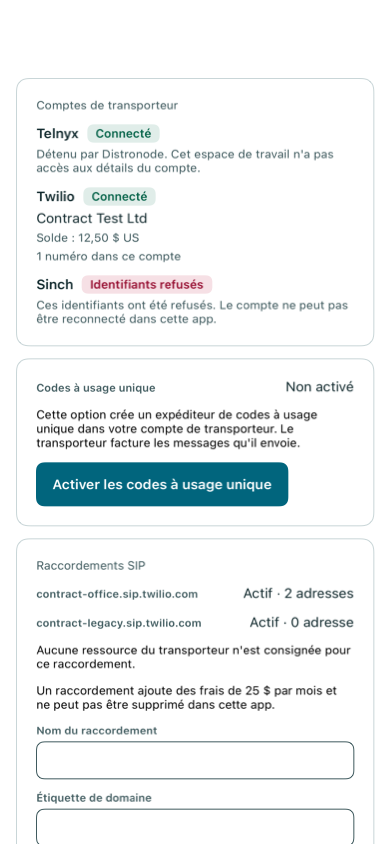 Comptes de transporteur
Telnyx Connecté
Détenu par Distronode. Cet espace de travail n'a pas
accès aux détails du compte.
Twilio Connecté
Contract Test Ltd
Solde : 12,50 $ US
1 numéro dans ce compte
Sinch Identifiants refusés
Ces identifiants ont été refusés. Le compte ne peut pas
être reconnecté dans cette app.
Codes à usage unique Non activé
Cette option crée un expéditeur de codes à usage
unique dans votre compte de transporteur. Le
transporteur facture les messages qu'il envoie.
Activer les codes à usage unique
Raccordements SIP
contract-office.sip.twilio.com Actif · 2 adresses
contract-legacy.sip.twilio.com Actif · 0 adresse
Aucune ressource du transporteur n'est consignée pour
ce raccordement.
Un raccordement ajoute des frais de 25 $ par mois et
ne peut pas être supprimé dans cette app.
Nom du raccordement
Étiquette de domaine